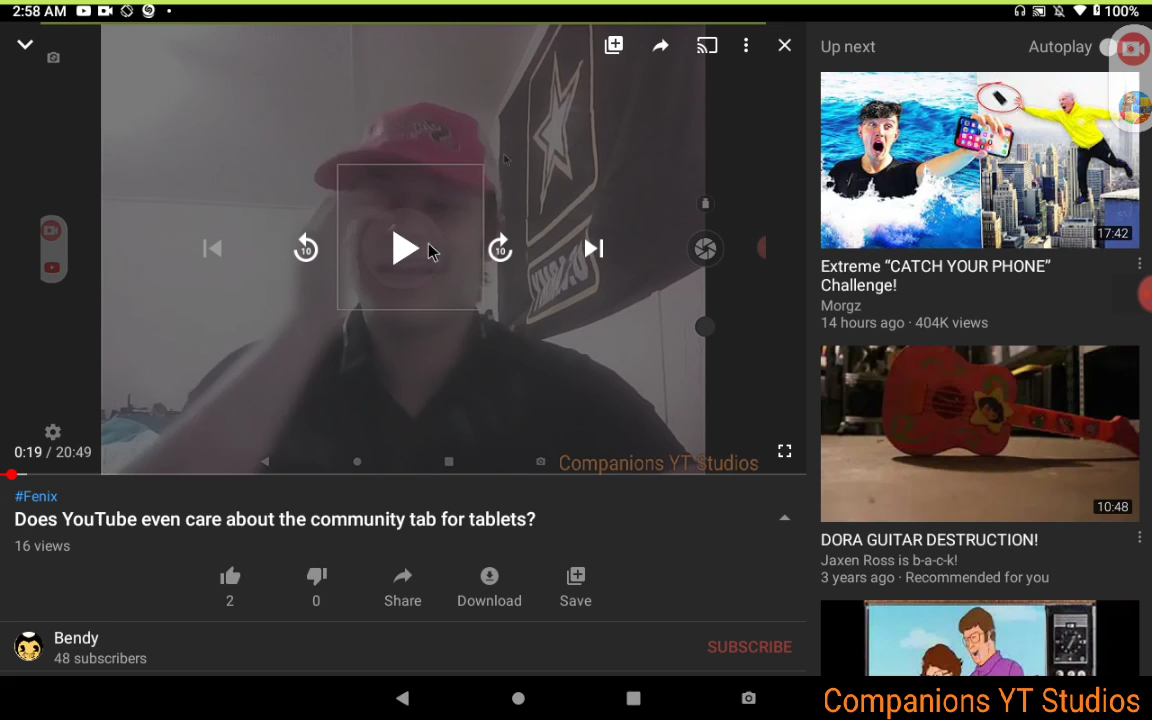 2:58 AM
100%
Up next
Autoplay
10
10
17:42
Extreme “CATCH YOUR PHONE”
Challenge!
Morgz
14 hours ago · 404K views
0:19 / 20:49
Companions YT Studios
10:48
#Fenix
Does YouTube even care about the community tab for tablets?
16 views
2
0
Share
Download
Save
DORA GUITAR DESTRUCTION!
Jaxen Ross is b-a-c-k!
3 years ago · Recommended for you
Bendy
48 subscribers
SUBSCRIBE
Companions YT Studios